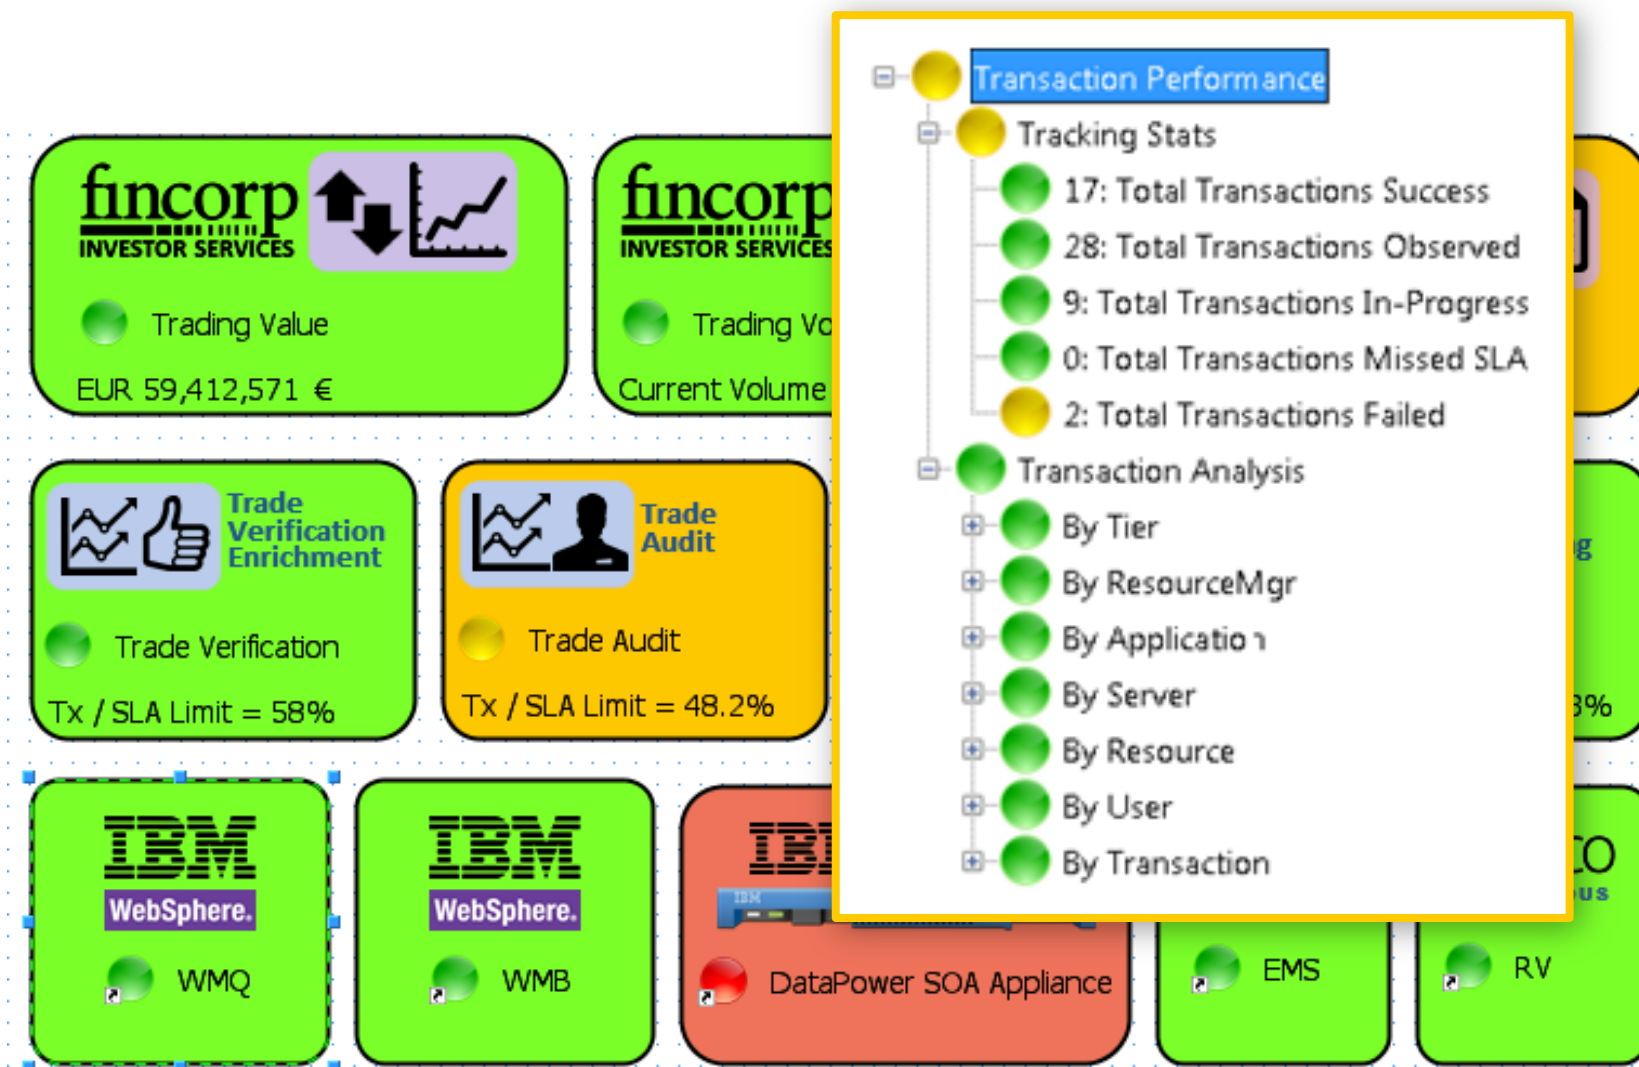 Transaction Performance
Tracking Stats
17: Total Transactions Success
28: Total Transactions Observed
9: Total Transactions In-Progress
0: Total Transactions Missed SLA
2: Total Transactions Failed
Transaction Analysis
By Tier
By ResourceMgr
By Application
By Server
By Resource
By User
By Transaction
fincorp
INVESTOR SERVICES
Trading Value
EUR 59,412,571 €
fincorp
INVESTOR SERVICES
Trading
Current Volume
Trade
Verification
Enrichment
Trade Verification
Tx / SLA Limit = 58%
Trade
Audit
Trade Audit
Tx / SLA Limit = 48.2%
IBM
WebSphere.
WMQ
IBM
WebSphere.
WMB
IBM
DataPower SOA Appliance
EMS
RV